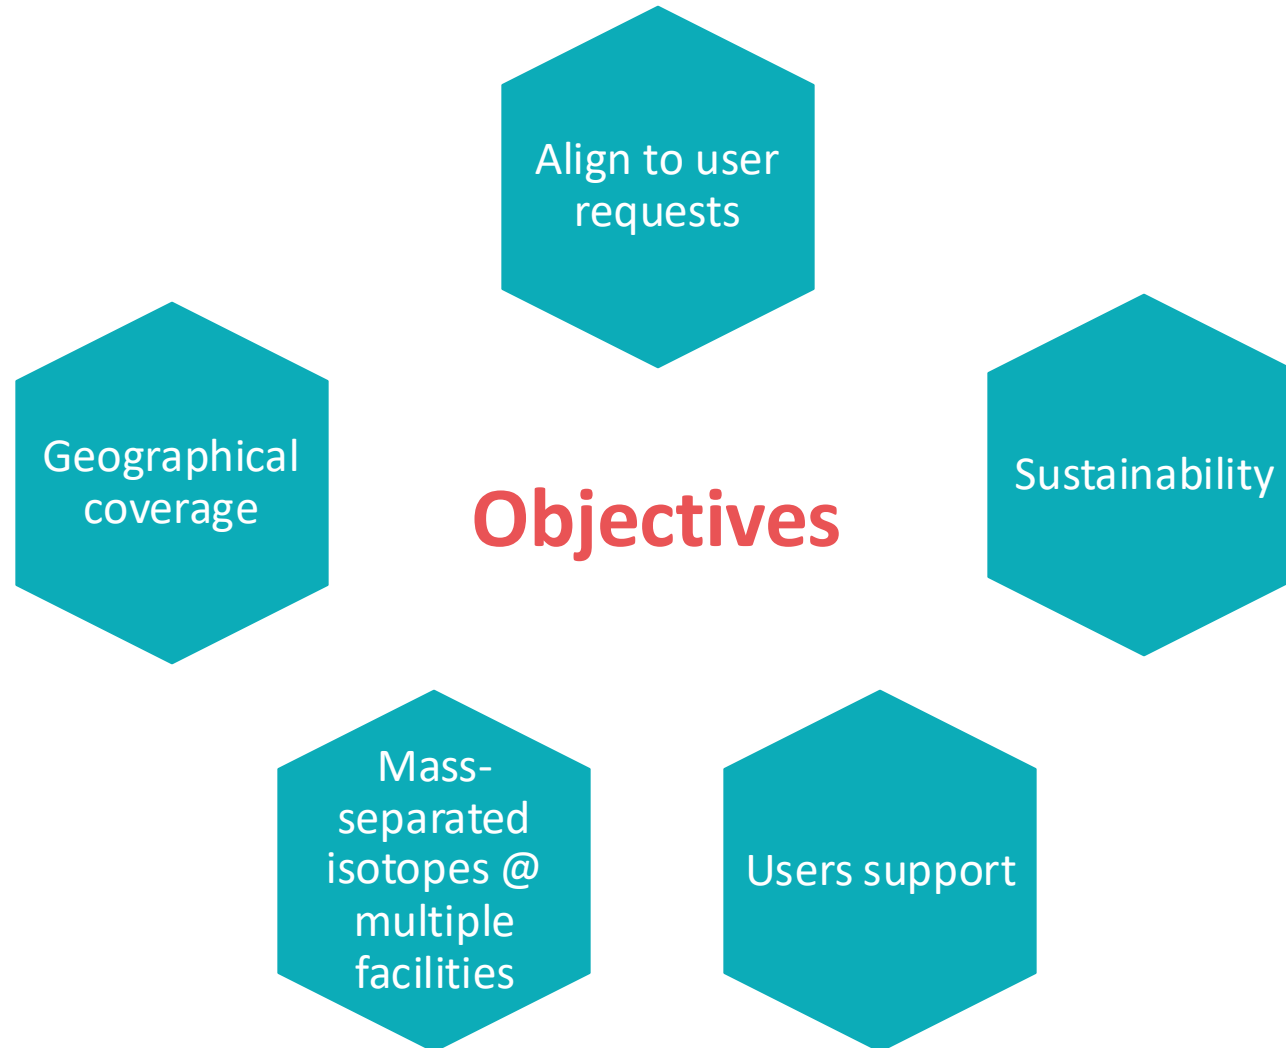 Align to user
requests
Geographical
coverage
Objectives
Sustainability
Mass-
separated
isotopes @
multiple
facilities
Users support